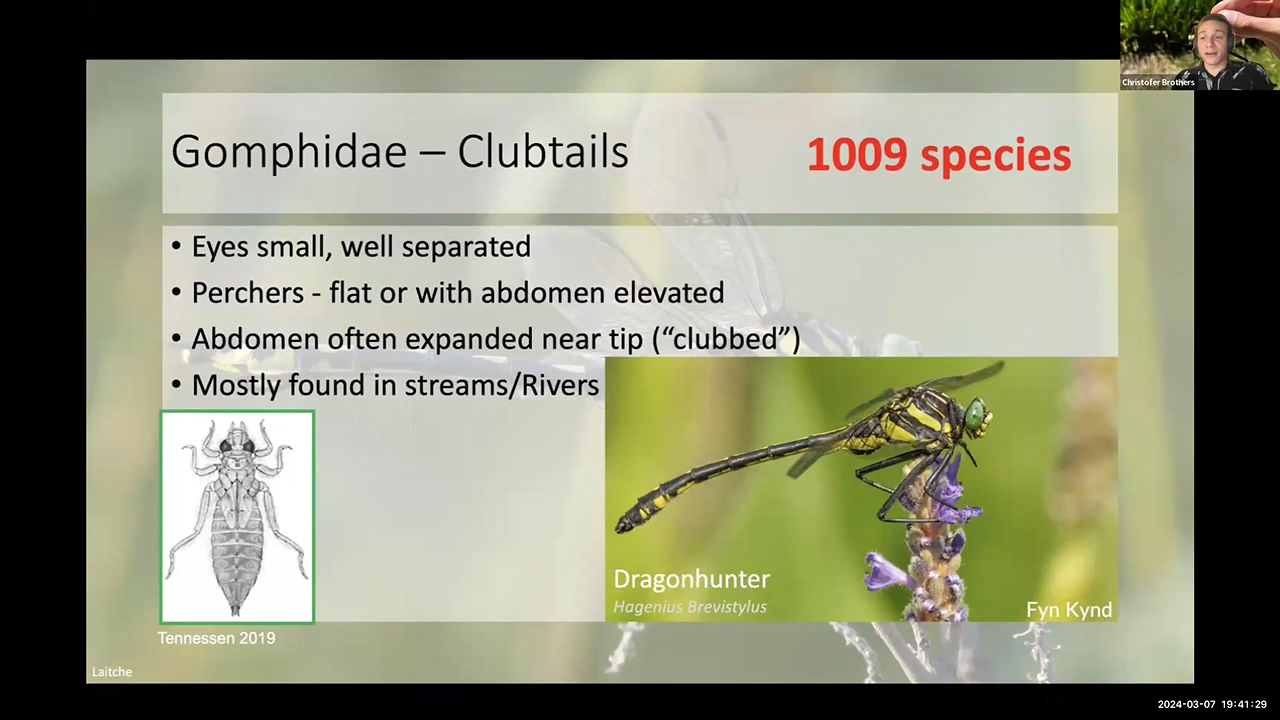 Christofer Brothers
Gomphidae – Clubtails
1009 species
• Eyes small, well separated
• Perchers - flat or with abdomen elevated
• Abdomen often expanded near tip (“clubbed”)
• Mostly found in streams/Rivers
Dragonhunter
Hagenius Brevistylus
Fyn Kynd
Tennessen 2019
Laitche
2024-03-07 19:41:29